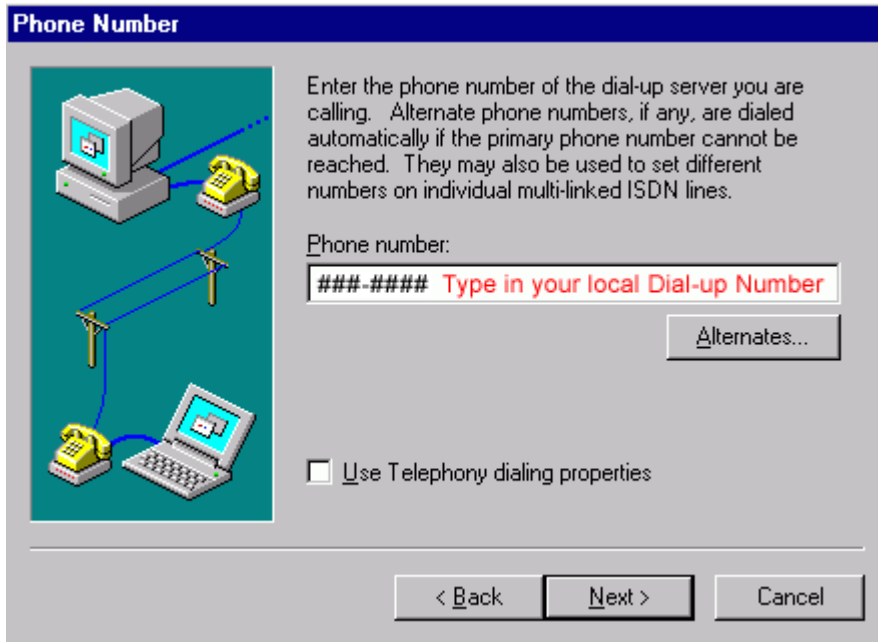 Phone Number
Enter the phone number of the dial-up server you are
calling. Alternate phone numbers, if any, are dialed
automatically if the primary phone number cannot be
reached. They may also be used to set different
numbers on individual multi-linked ISDN lines.
Phone number:
###-#### Type in your local Dial-up Number
Alternates...
Use Telephony dialing properties
< Back Next > Cancel